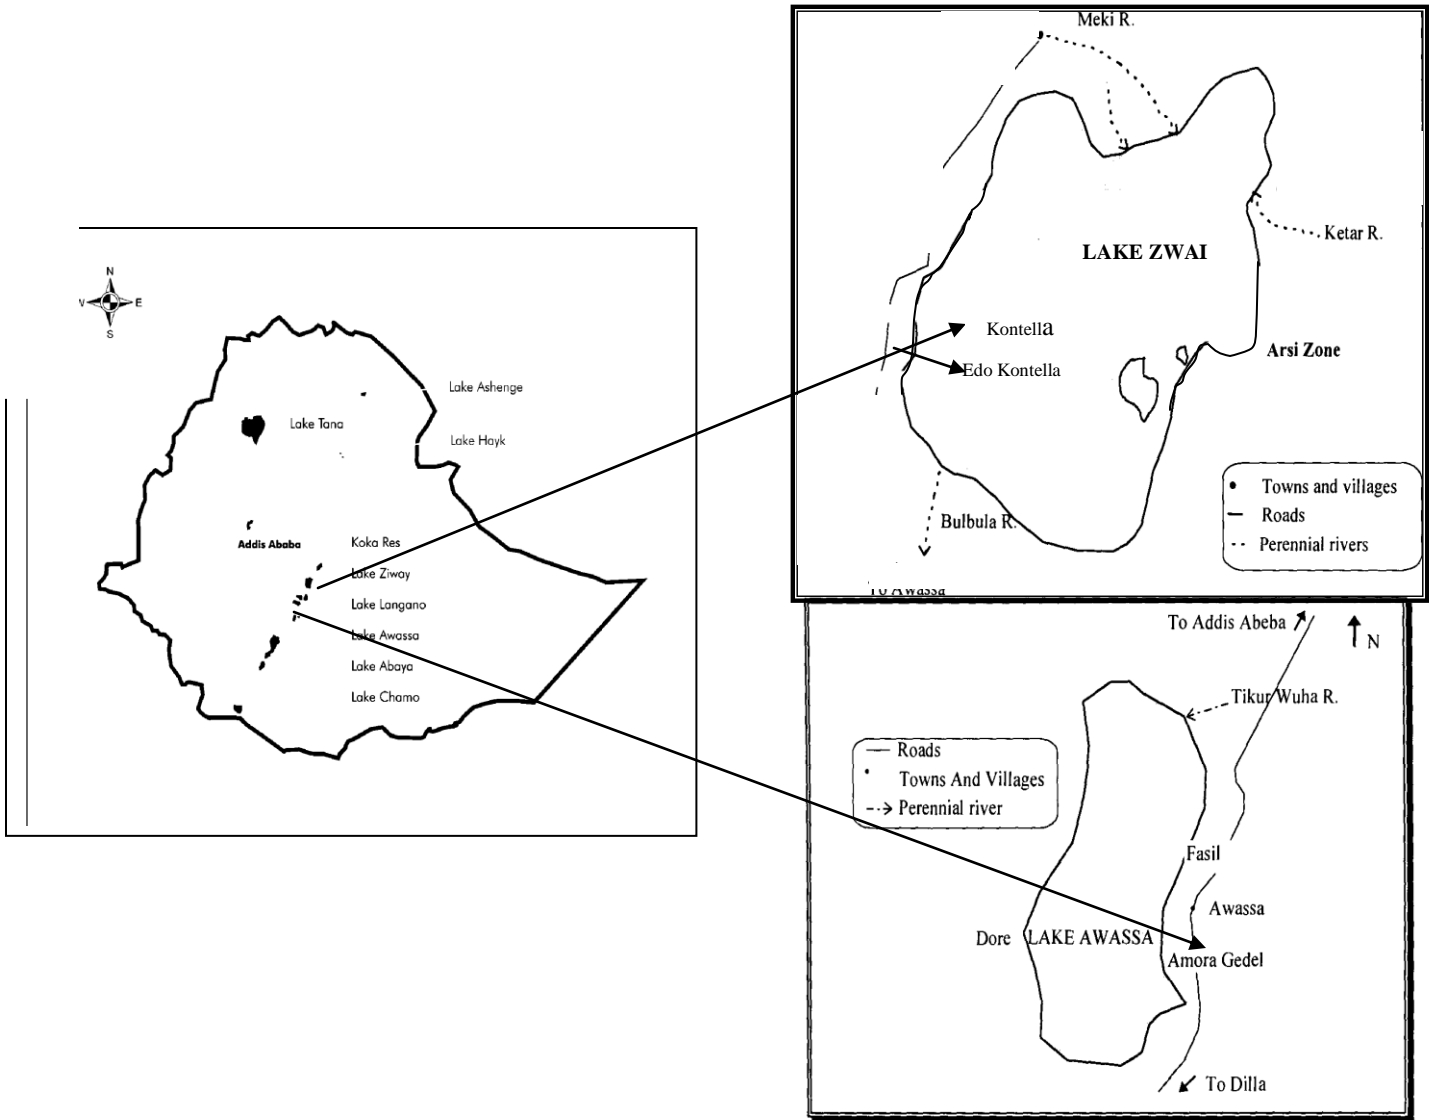 N
E
S
Lake Ashenge
Lake Tana
Lake Hayk
Addis Ababa
Koka Res
Lake Ziway
Lake Langano
Lake Awassa
Lake Abaya
Lake Chamo
Meki R.
Ketar R.
LAKE ZWAI
Kontella
Arsi Zone
Edo Kontella
Bulbula R.
Towns and villages
Roads
Perennial rivers
To Awassa
To Addis Abeba
N
Tikur Wuha R.
Roads
Towns And Villages
Perennial river
Fasil
Awassa
Dore
LAKE AWASSA
Amora Gedel
To Dilla